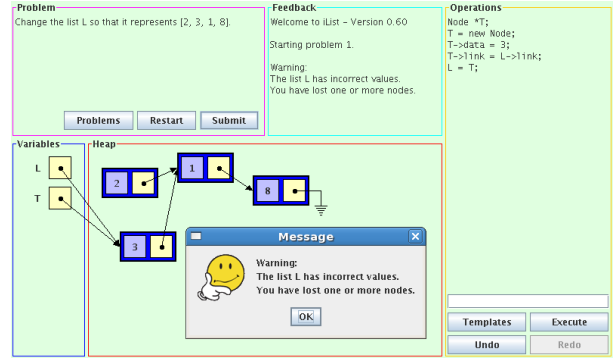 Problem
Change the list L so that it represents [2, 3, 1, 8].
Problems
Restart
Submit
Feedback
Welcome to iList - Version 0.60
Starting problem 1.
Warning:
The list L has incorrect values.
You have lost one or more nodes.
Operations
Node *T;
T = new Node;
T->data = 3;
T->link = L->link;
L = T;
Variables
L
T
Heap
2
1
8
3
Message
Warning:
The list L has incorrect values.
You have lost one or more nodes.
OK
Templates
Execute
Undo
Redo